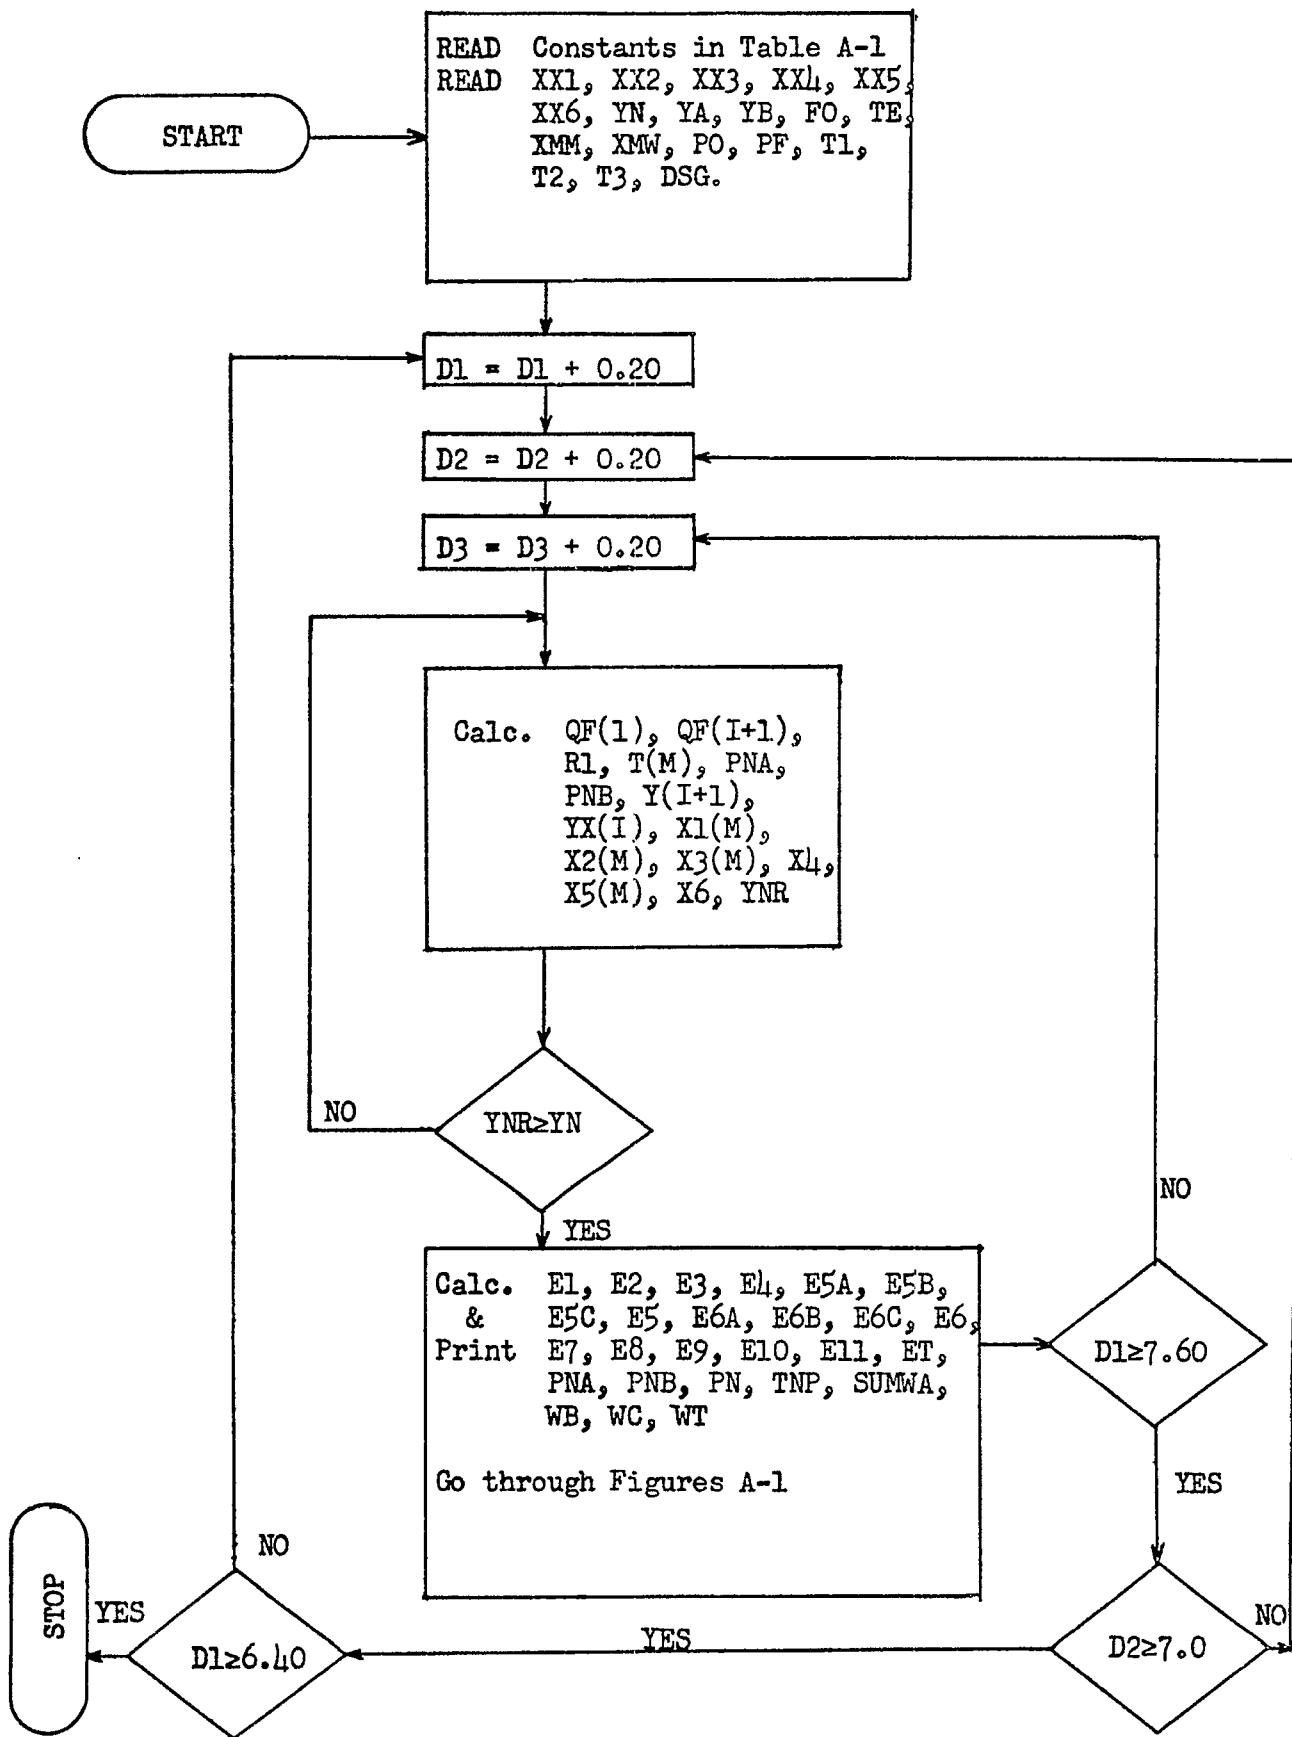 START
READ Constants in Table A-1
READ XX1, XX2, XX3, XX4, XX5,
XX6, YN, YA, YB, FO, TE,
XMM, XMW, PO, PF, T1,
T2, T3, DSG.
D1 = D1 + 0.20
D2 = D2 + 0.20
D3 = D3 + 0.20
Calc. QF(1), QF(I+1),
R1, T(M), PNA,
PNB, Y(I+1),
YX(I), X1(M),
X2(M), X3(M), X4,
X5(M), X6, YNR
YNR≥YN
NO
YES
Calc. E1, E2, E3, E4, E5A, E5B,
& E5C, E5, E6A, E6B, E6C, E6,
Print E7, E8, E9, E10, E11, ET,
PNA, PNB, PN, TNP, SUMWA,
WB, WC, WT
Go through Figures A-1
D1≥7.60
NO
YES
D2≥7.0
NO
YES
D1≥6.40
NO
YES
STOP